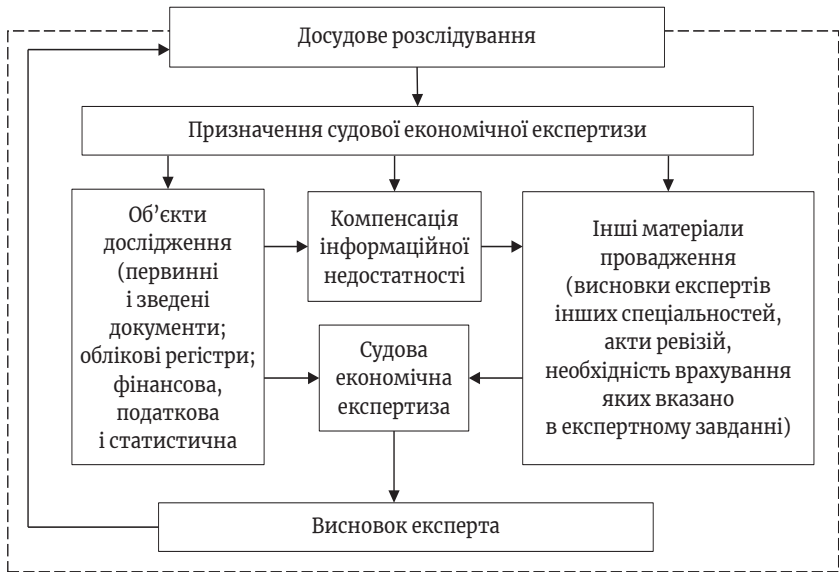 Досудове розслідування
Призначення судової економічної експертизи
Об’єкти
дослідження
(первинні
і зведені
документи;
облікові регістри;
фінансова,
податкова
і статистична
Компенсація
інформаційної
недостатності
Інші матеріали
провадження
(висновки експертів
інших спеціальностей,
акти ревізій,
необхідність врахування
яких вказано
в експертному завданні)
Судова
економічна
експертиза
Висновок експерта